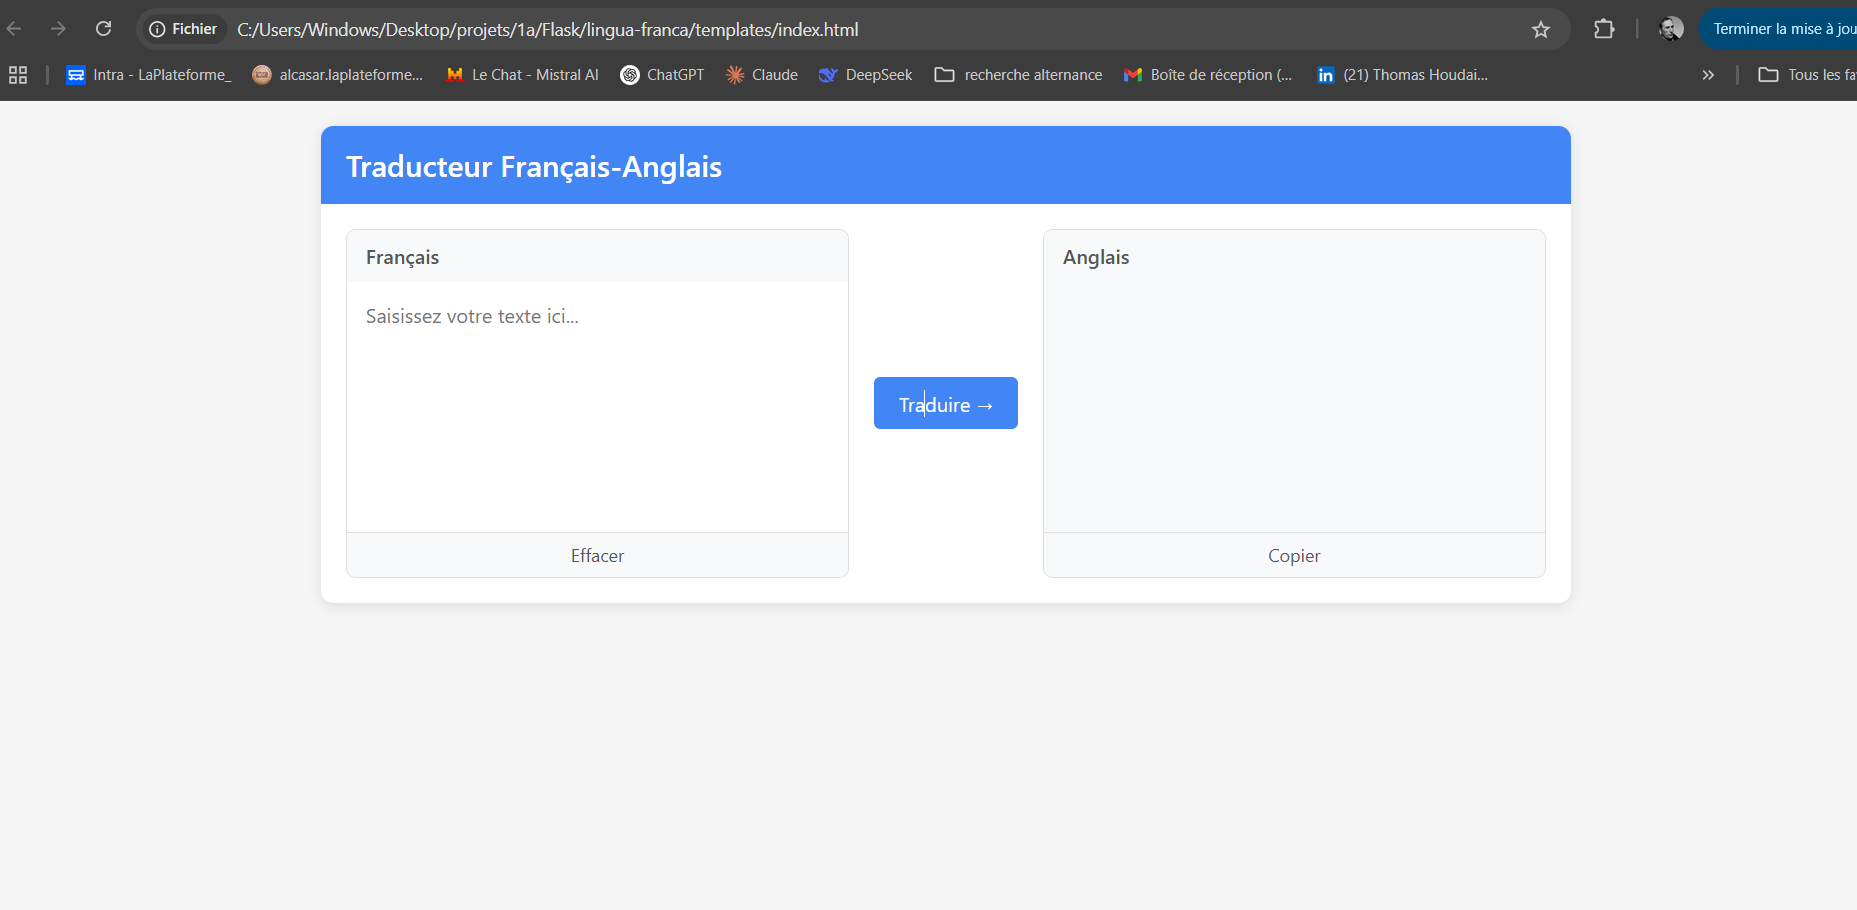 Fichier C:/Users/Windows/Desktop/projets/1a/Flask/lingua-franca/templates/index.html Terminer la mise à jou
Intra - LaPlateforme_ alcasar.laplateforme... Le Chat - Mistral AI ChatGPT Claude DeepSeek recherche alternance Boîte de réception (... in (21) Thomas Houdai... » Tous les fa
Traducteur Français-Anglais
Français Anglais
Saisissez votre texte ici...
Traduire →
Effacer Copier